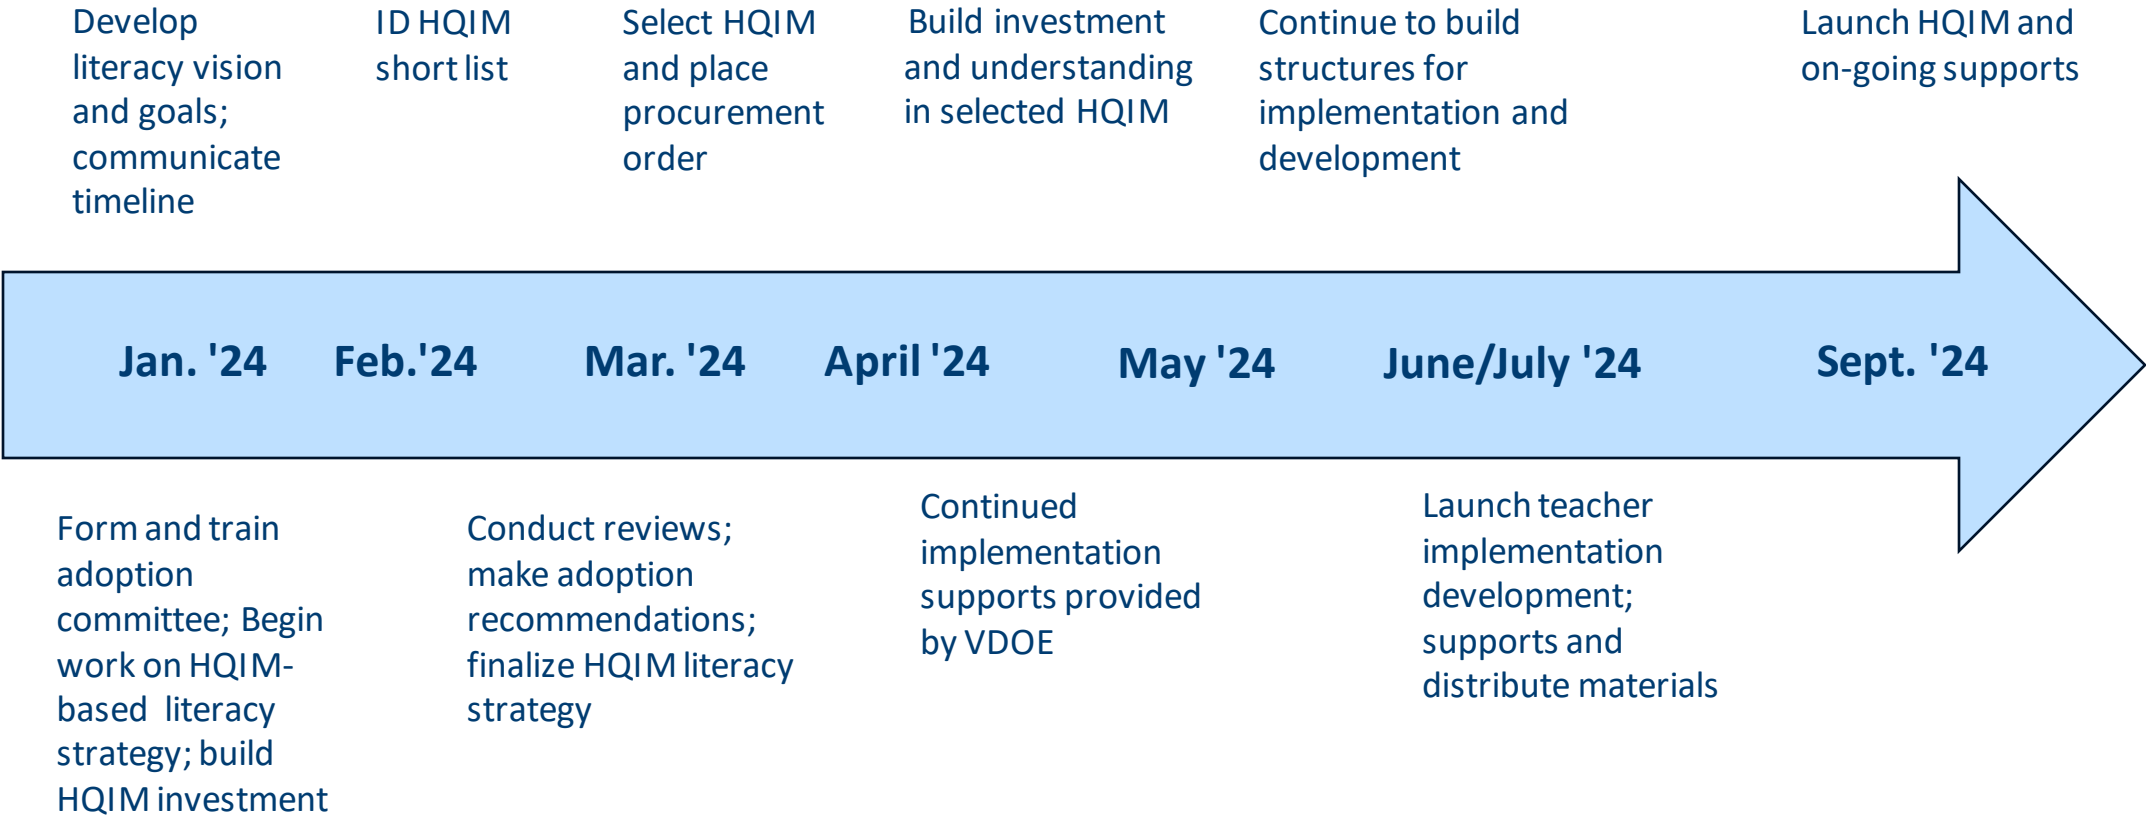 Develop
literacy vision
and goals;
communicate
timeline
ID HQIM
short list
Select HQIM
and place
procurement
order
Build investment
and understanding
in selected HQIM
Continue to build
structures for
implementation and
development
Launch HQIM and
on-going supports
Jan. '24
Feb.'24
Mar. '24
April '24
May '24
June/July '24
Sept. '24
Form and train
adoption
committee; Begin
work on HQIM-
based literacy
strategy; build
HQIM investment
Conduct reviews;
make adoption
recommendations;
finalize HQIM literacy
strategy
Continued
implementation
supports provided
by VDOE
Launch teacher
implementation
development;
supports and
distribute materials